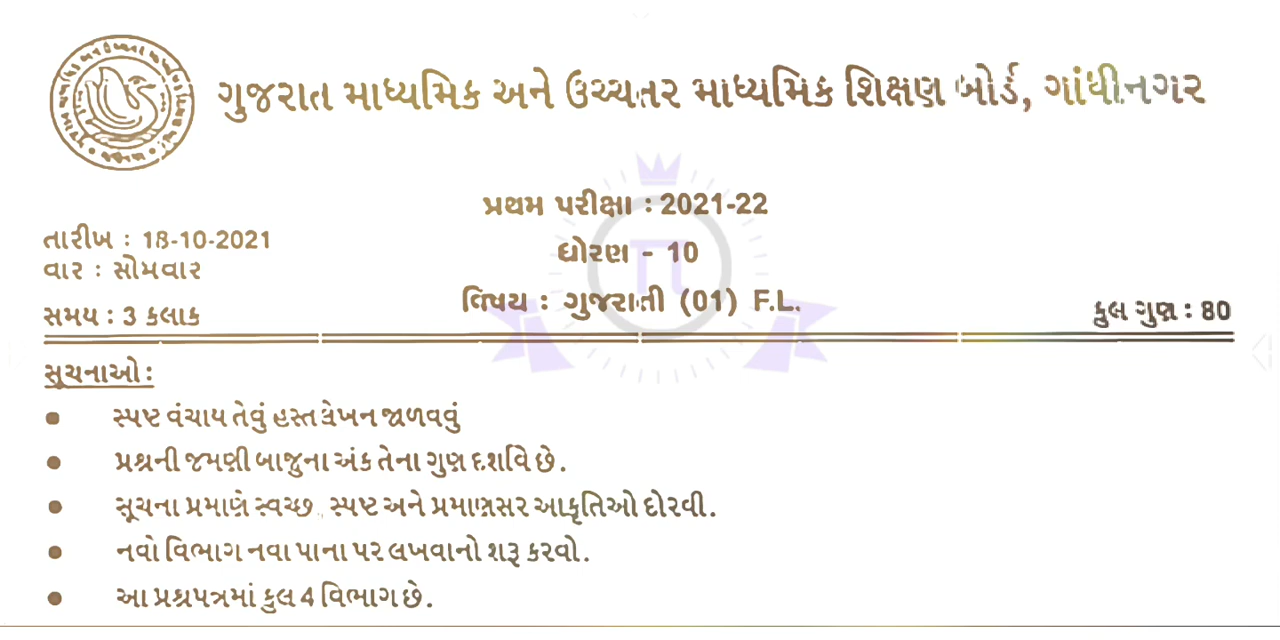 ગુજરાત માધ્યમિક અને ઉચ્ચતર માધ્યમિક શિક્ષણ બોર્ડ, ગાંધીનગર
પ્રથમ પરીક્ષા : 2021-22
તારીખ : 18-10-2021
ધોરણ - 10
વાર : સોમવાર
વિષય : ગુજરાતી (01) F.L.
સમય : 3 કલાક
કુલ ગુણ : 80
સૂચનાઓ :
● સ્પષ્ટ વંચાય તેવું હસ્તલેખન જાળવવું
● પ્રશ્નની જમણી બાજુના અંક તેના ગુણ દર્શાવે છે.
● સૂચના પ્રમાણે સ્વચ્છ, સ્પષ્ટ અને પ્રમાણસર આકૃતિઓ દોરવી.
● નવો વિભાગ નવા પાના પર લખવાનો શરૂ કરવો.
● આ પ્રશ્નપત્રમાં કુલ 4 વિભાગ છે.